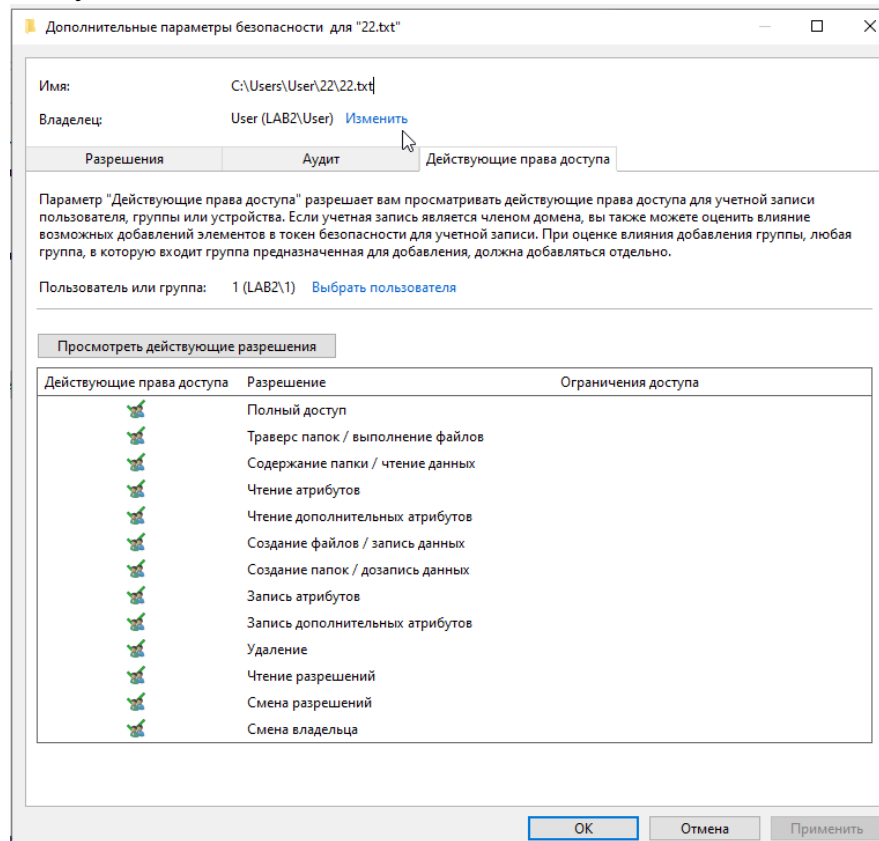 Дополнительные параметры безопасности для "22.txt"
Имя: C:\Users\User\22\22.txt
Владелец: User (LAB2\User) Изменить
Разрешения Аудит Действующие права доступа
Параметр "Действующие права доступа" разрешает вам просматривать действующие права доступа для учетной записи
пользователя, группы или устройства. Если учетная запись является членом домена, вы также можете оценить влияние
возможных добавлений элементов в токен безопасности для учетной записи. При оценке влияния добавления группы, любая
группа, в которую входит группа предназначенная для добавления, должна добавляться отдельно.
Пользователь или группа: 1 (LAB2\1) Выбрать пользователя
Просмотреть действующие разрешения
Действующие права доступа Разрешение Ограничения доступа
Полный доступ
Траверс папок / выполнение файлов
Содержание папки / чтение данных
Чтение атрибутов
Чтение дополнительных атрибутов
Создание файлов / запись данных
Создание папок / дозапись данных
Запись атрибутов
Запись дополнительных атрибутов
Удаление
Чтение разрешений
Смена разрешений
Смена владельца
ОК Отмена Применить